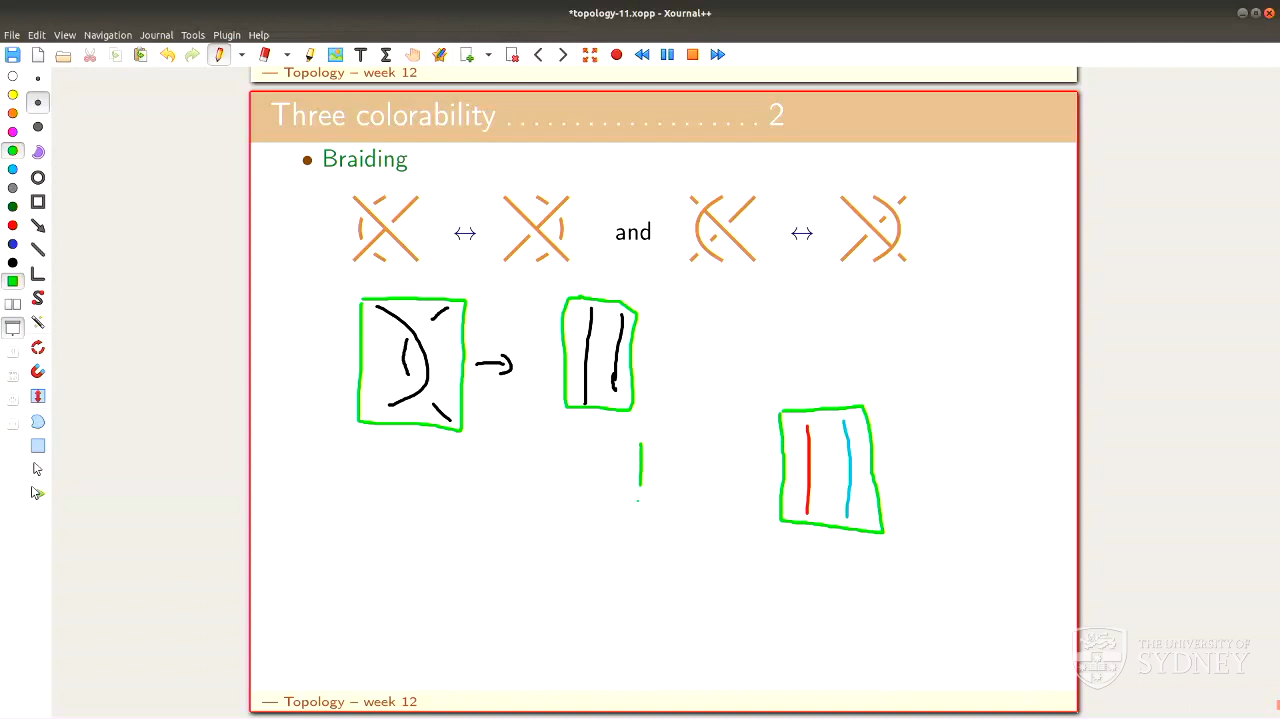 *topology-11.xopp - Xournal++
File Edit View Navigation Journal Tools Plugin Help
— Topology – week 12
Three colorability . . . . . . . . . . . . . . . . . . . 2
• Braiding
↔ and ↔
— Topology – week 12
THE UNIVERSITY OF
SYDNEY